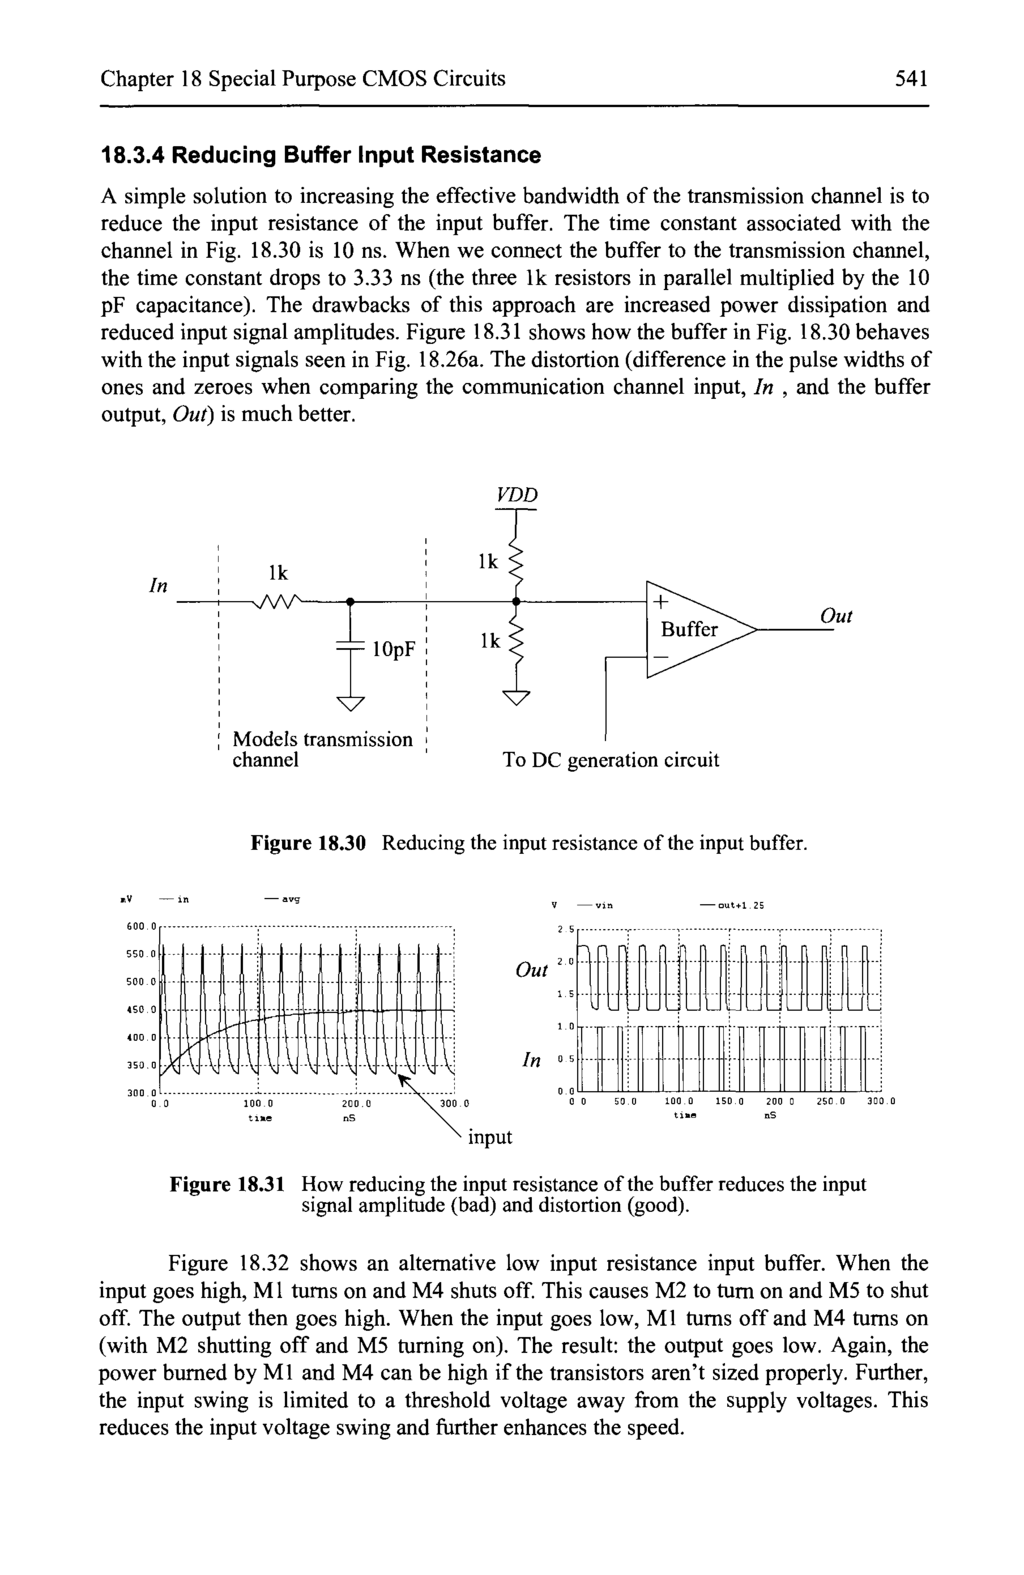 Chapter 18 Special Purpose CMOS Circuits 541
18.3.4 Reducing Buffer Input Resistance
A simple solution to increasing the effective bandwidth of the transmission channel is to
reduce the input resistance of the input buffer. The time constant associated with the
channel in Fig. 18.30 is 10 ns. When we connect the buffer to the transmission channel,
the time constant drops to 3.33 ns (the three 1k resistors in parallel multiplied by the 10
pF capacitance). The drawbacks of this approach are increased power dissipation and
reduced input signal amplitudes. Figure 18.31 shows how the buffer in Fig. 18.30 behaves
with the input signals seen in Fig. 18.26a. The distortion (difference in the pulse widths of
ones and zeroes when comparing the communication channel input, In , and the buffer
output, Out) is much better.
VDD
1k
In
1k
+
Out
Buffer
10pF
1k
−
Models transmission
channel
To DC generation circuit
Figure 18.30 Reducing the input resistance of the input buffer.
mV in avg
600.0
550.0
500.0
450.0
400.0
350.0
300.0
0.0 100.0 200.0 300.0
time nS
input
V vin out+1.25
2.5
Out 2.0
1.5
1.0
In 0.5
0.0
0.0 50.0 100.0 150.0 200.0 250.0 300.0
time nS
Figure 18.31 How reducing the input resistance of the buffer reduces the input
signal amplitude (bad) and distortion (good).
Figure 18.32 shows an alternative low input resistance input buffer. When the
input goes high, M1 turns on and M4 shuts off. This causes M2 to turn on and M5 to shut
off. The output then goes high. When the input goes low, M1 turns off and M4 turns on
(with M2 shutting off and M5 turning on). The result: the output goes low. Again, the
power burned by M1 and M4 can be high if the transistors aren't sized properly. Further,
the input swing is limited to a threshold voltage away from the supply voltages. This
reduces the input voltage swing and further enhances the speed.